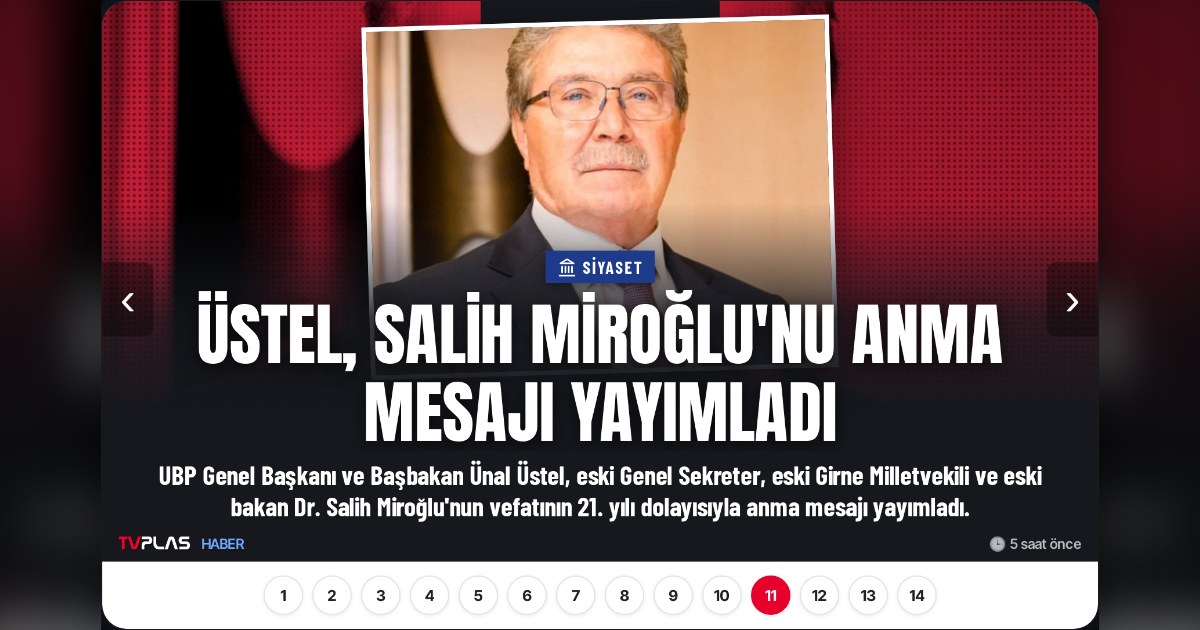 SİYASET
ÜSTEL, SALİH MİROĞLU'NU ANMA
MESAJI YAYIMLADI
UBP Genel Başkanı ve Başbakan Ünal Üstel, eski Genel Sekreter, eski Girne Milletvekili ve eski
bakan Dr. Salih Miroğlu'nun vefatının 21. yılı dolayısıyla anma mesajı yayımladı.
TVPLAS HABER
5 saat önce
1 2 3 4 5 6 7 8 9 10 11 12 13 14